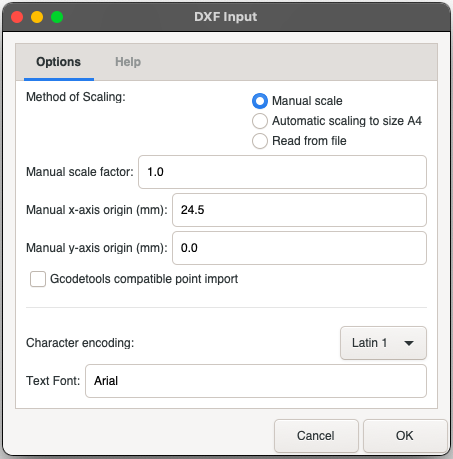 DXF Input
Options Help
Method of Scaling:
Manual scale
Automatic scaling to size A4
Read from file
Manual scale factor: 1.0
Manual x-axis origin (mm): 24.5
Manual y-axis origin (mm): 0.0
Gcodetools compatible point import
Character encoding: Latin 1
Text Font: Arial
Cancel OK